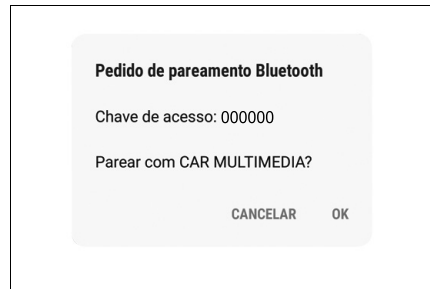 Pedido de pareamento Bluetooth
Chave de acesso: 000000
Parear com CAR MULTIMEDIA?
CANCELAR OK